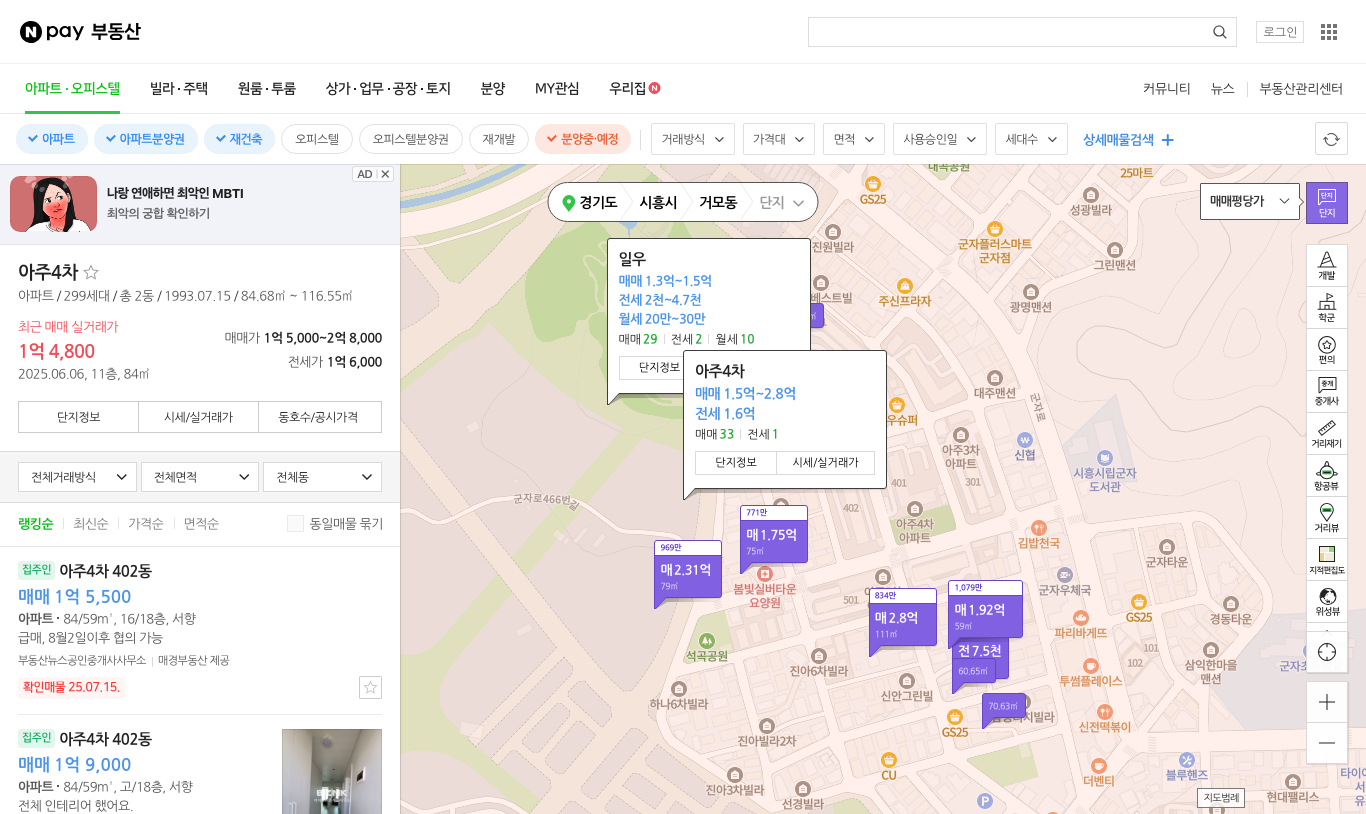 N pay 부동산
로그인
아파트·오피스텔
빌라·주택
원룸·투룸
상가·업무·공장·토지
분양
MY관심
우리집 N
커뮤니티
뉴스
부동산관리센터
아파트
아파트분양권
재건축
오피스텔
오피스텔분양권
재개발
분양중·예정
거래방식
가격대
면적
사용승인일
세대수
상세매물검색
AD
나랑 연애하면 최악인 MBTI
최악의 궁합 확인하기
아주4차
아파트 / 299세대 / 총 2동 / 1993.07.15 / 84.68㎡ ~ 116.55㎡
최근 매매 실거래가
1억 4,800
2025.06.06, 11층, 84㎡
매매가 1억 5,000~2억 8,000
전세가 1억 6,000
단지정보
시세/실거래가
동호수/공시가격
전체거래방식
전체면적
전체동
랭킹순
최신순
가격순
면적순
동일매물 묶기
집주인 아주4차 402동
매매 1억 5,500
아파트 · 84/59㎡, 16/18층, 서향
급매, 8월2일이후 협의 가능
부동산뉴스공인중개사사무소
매경부동산 제공
확인매물 25.07.15.
집주인 아주4차 402동
매매 1억 9,000
아파트 · 84/59㎡, 고/18층, 서향
전체 인테리어 했어요.
경기도
시흥시
거모동
단지
매매평당가
단지
단지
개발
학군
편의
중개
중개사
거리재기
항공뷰
거리뷰
지적편집도
위성뷰
지도범례
일우
매매 1.3억~1.5억
전세 2천~4.7천
월세 20만~30만
매매 29
전세 2
월세 10
단지정보
아주4차
매매 1.5억~2.8억
전세 1.6억
매매 33
전세 1
단지정보
시세/실거래가
969만
매 2.31억
79㎡
771만
매 1.75억
75㎡
834만
매 2.8억
111㎡
1,079만
매 1.92억
59㎡
전 7.5천
60.65㎡
70.63㎡
GS25
25마트
성광빌라
진원빌라
군자플러스마트
군자점
그린맨션
베스트빌
주신프라자
광명맨션
대주맨션
군자로
우슈퍼
아주3차
아파트
신협
시흥시립군자
도서관
401
301
402
군자로466번길
아주4차
아파트
김밥천국
군자타운
봄빛실버타운
요양원
501
군자우체국
GS25
경동타운
파리바게뜨
석곡공원
진아6차빌라
102
101
삼익한마을
맨션
투썸플레이스
신안그린빌
하나6차빌라
GS25
신전떡볶이
진아빌라2차
CU
더벤티
블루핸즈
진아3차빌라
선경빌라
P
현대팰리스